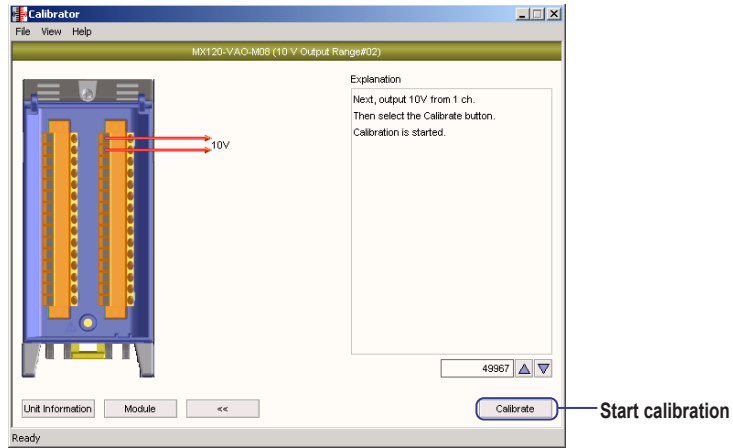 Calibrator
File View Help
MX120-VAO-M08 (10 V Output Range#02)
Explanation
Next, output 10V from 1 ch.
Then select the Calibrate button.
Calibration is started.
10V
49967
Unit Information Module << Calibrate
Start calibration
Ready